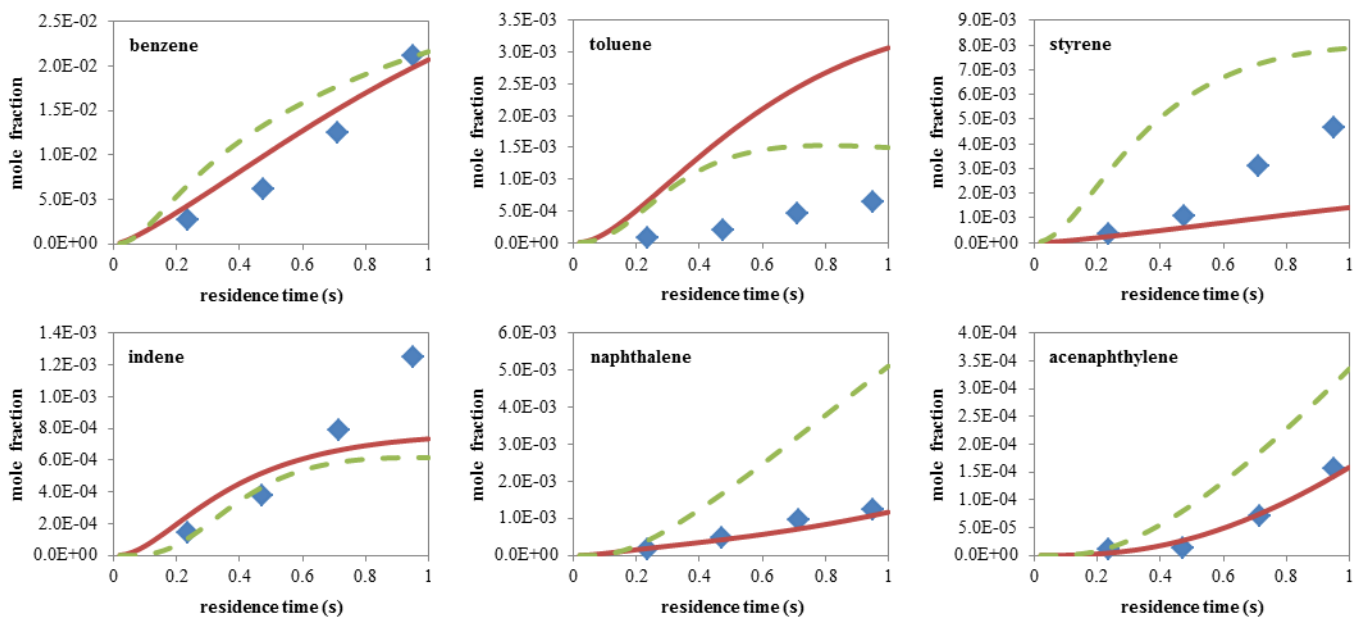 benzene
mole fraction
2.5E-02
2.0E-02
1.5E-02
1.0E-02
5.0E-03
0.0E+00
0 0.2 0.4 0.6 0.8 1
residence time (s)
toluene
mole fraction
3.5E-03
3.0E-03
2.5E-03
2.0E-03
1.5E-03
1.0E-03
5.0E-04
0.0E+00
0 0.2 0.4 0.6 0.8 1
residence time (s)
styrene
mole fraction
9.0E-03
8.0E-03
7.0E-03
6.0E-03
5.0E-03
4.0E-03
3.0E-03
2.0E-03
1.0E-03
0.0E+00
0 0.2 0.4 0.6 0.8 1
residence time (s)
indene
mole fraction
1.4E-03
1.2E-03
1.0E-03
8.0E-04
6.0E-04
4.0E-04
2.0E-04
0.0E+00
0 0.2 0.4 0.6 0.8 1
residence time (s)
naphthalene
mole fraction
6.0E-03
5.0E-03
4.0E-03
3.0E-03
2.0E-03
1.0E-03
0.0E+00
0 0.2 0.4 0.6 0.8 1
residence time (s)
acenaphthylene
mole fraction
4.0E-04
3.5E-04
3.0E-04
2.5E-04
2.0E-04
1.5E-04
1.0E-04
5.0E-05
0.0E+00
0 0.2 0.4 0.6 0.8 1
residence time (s)